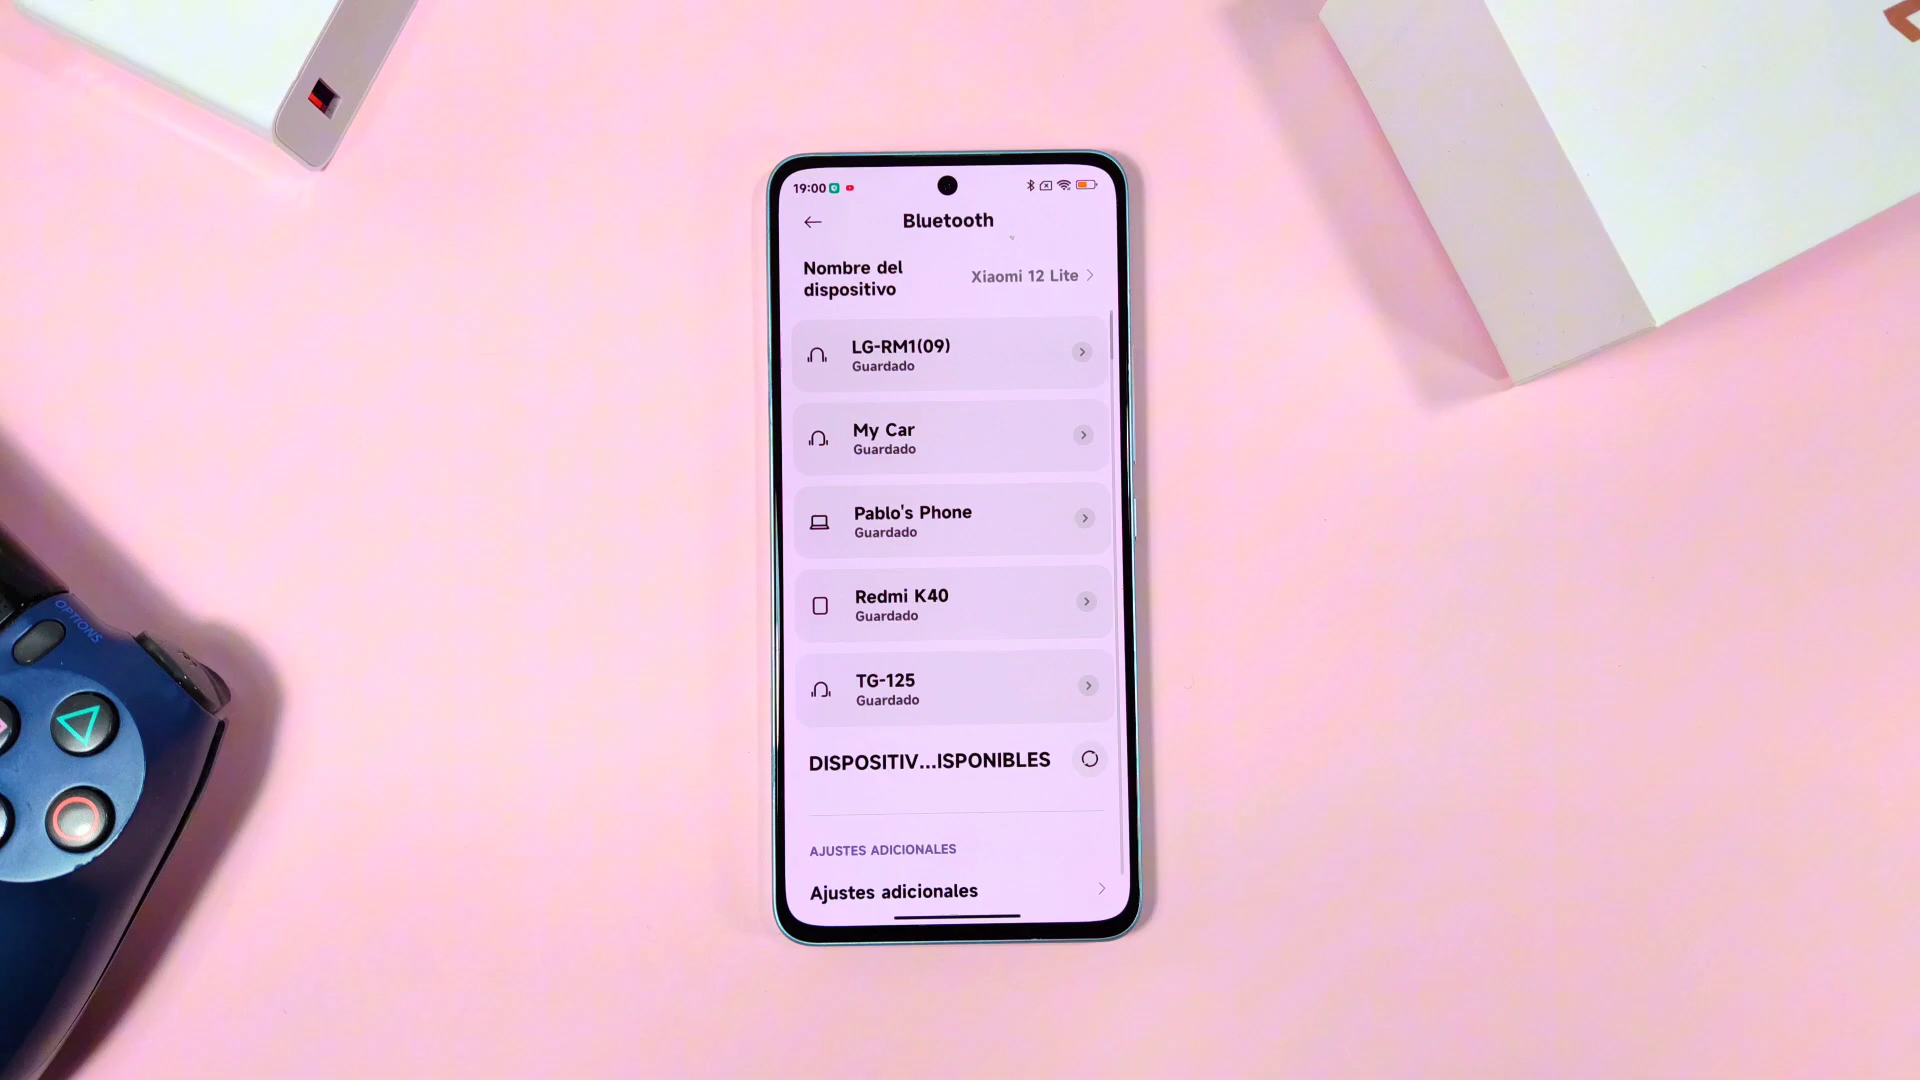 19:00
Bluetooth
Nombre del
dispositivo
Xiaomi 12 Lite
LG-RM1(09)
Guardado
My Car
Guardado
Pablo's Phone
Guardado
Redmi K40
Guardado
TG-125
Guardado
DISPOSITIV...ISPONIBLES
AJUSTES ADICIONALES
Ajustes adicionales
OPTIONS